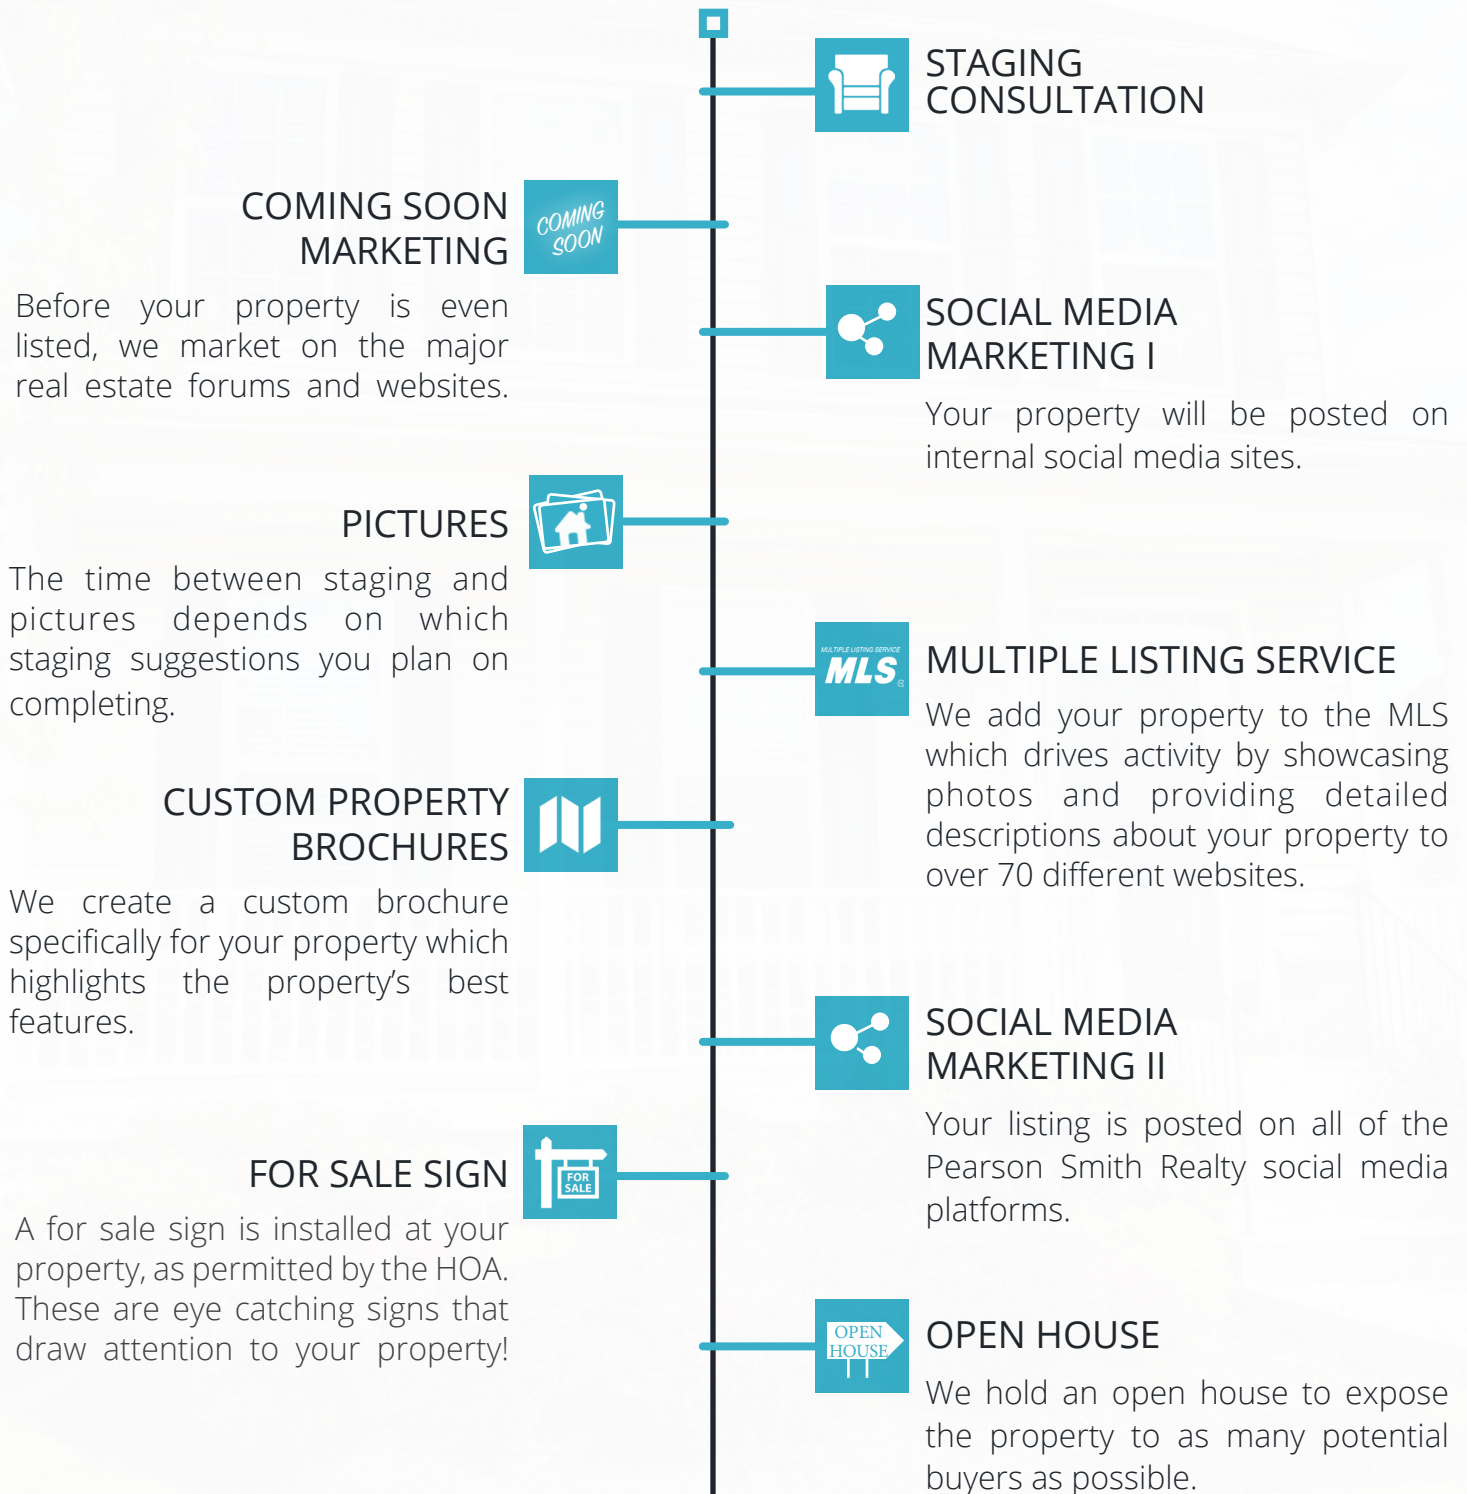 STAGING
CONSULTATION
COMING SOON
MARKETING
COMING
SOON
Before your property is even
listed, we market on the major
real estate forums and websites.
SOCIAL MEDIA
MARKETING I
Your property will be posted on
internal social media sites.
PICTURES
The time between staging and
pictures depends on which
staging suggestions you plan on
completing.
MULTIPLE LISTING SERVICE
MLS
MULTIPLE LISTING SERVICE
We add your property to the MLS
which drives activity by showcasing
photos and providing detailed
descriptions about your property to
over 70 different websites.
CUSTOM PROPERTY
BROCHURES
We create a custom brochure
specifically for your property which
highlights the property’s best
features.
SOCIAL MEDIA
MARKETING II
Your listing is posted on all of the
Pearson Smith Realty social media
platforms.
FOR SALE SIGN
FOR
SALE
A for sale sign is installed at your
property, as permitted by the HOA.
These are eye catching signs that
draw attention to your property!
OPEN
HOUSE
OPEN HOUSE
We hold an open house to expose
the property to as many potential
buyers as possible.